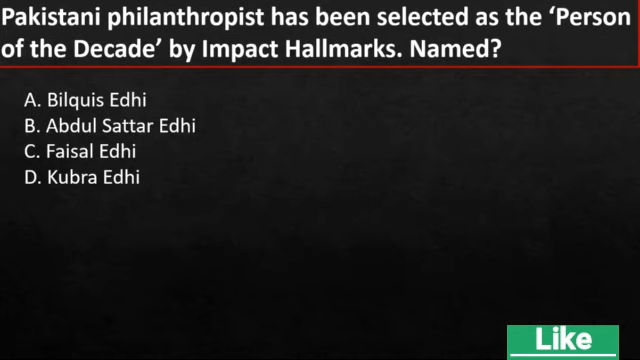 Pakistani philanthropist has been selected as the ‘Person
of the Decade’ by Impact Hallmarks. Named?
A. Bilquis Edhi
B. Abdul Sattar Edhi
C. Faisal Edhi
D. Kubra Edhi
Like